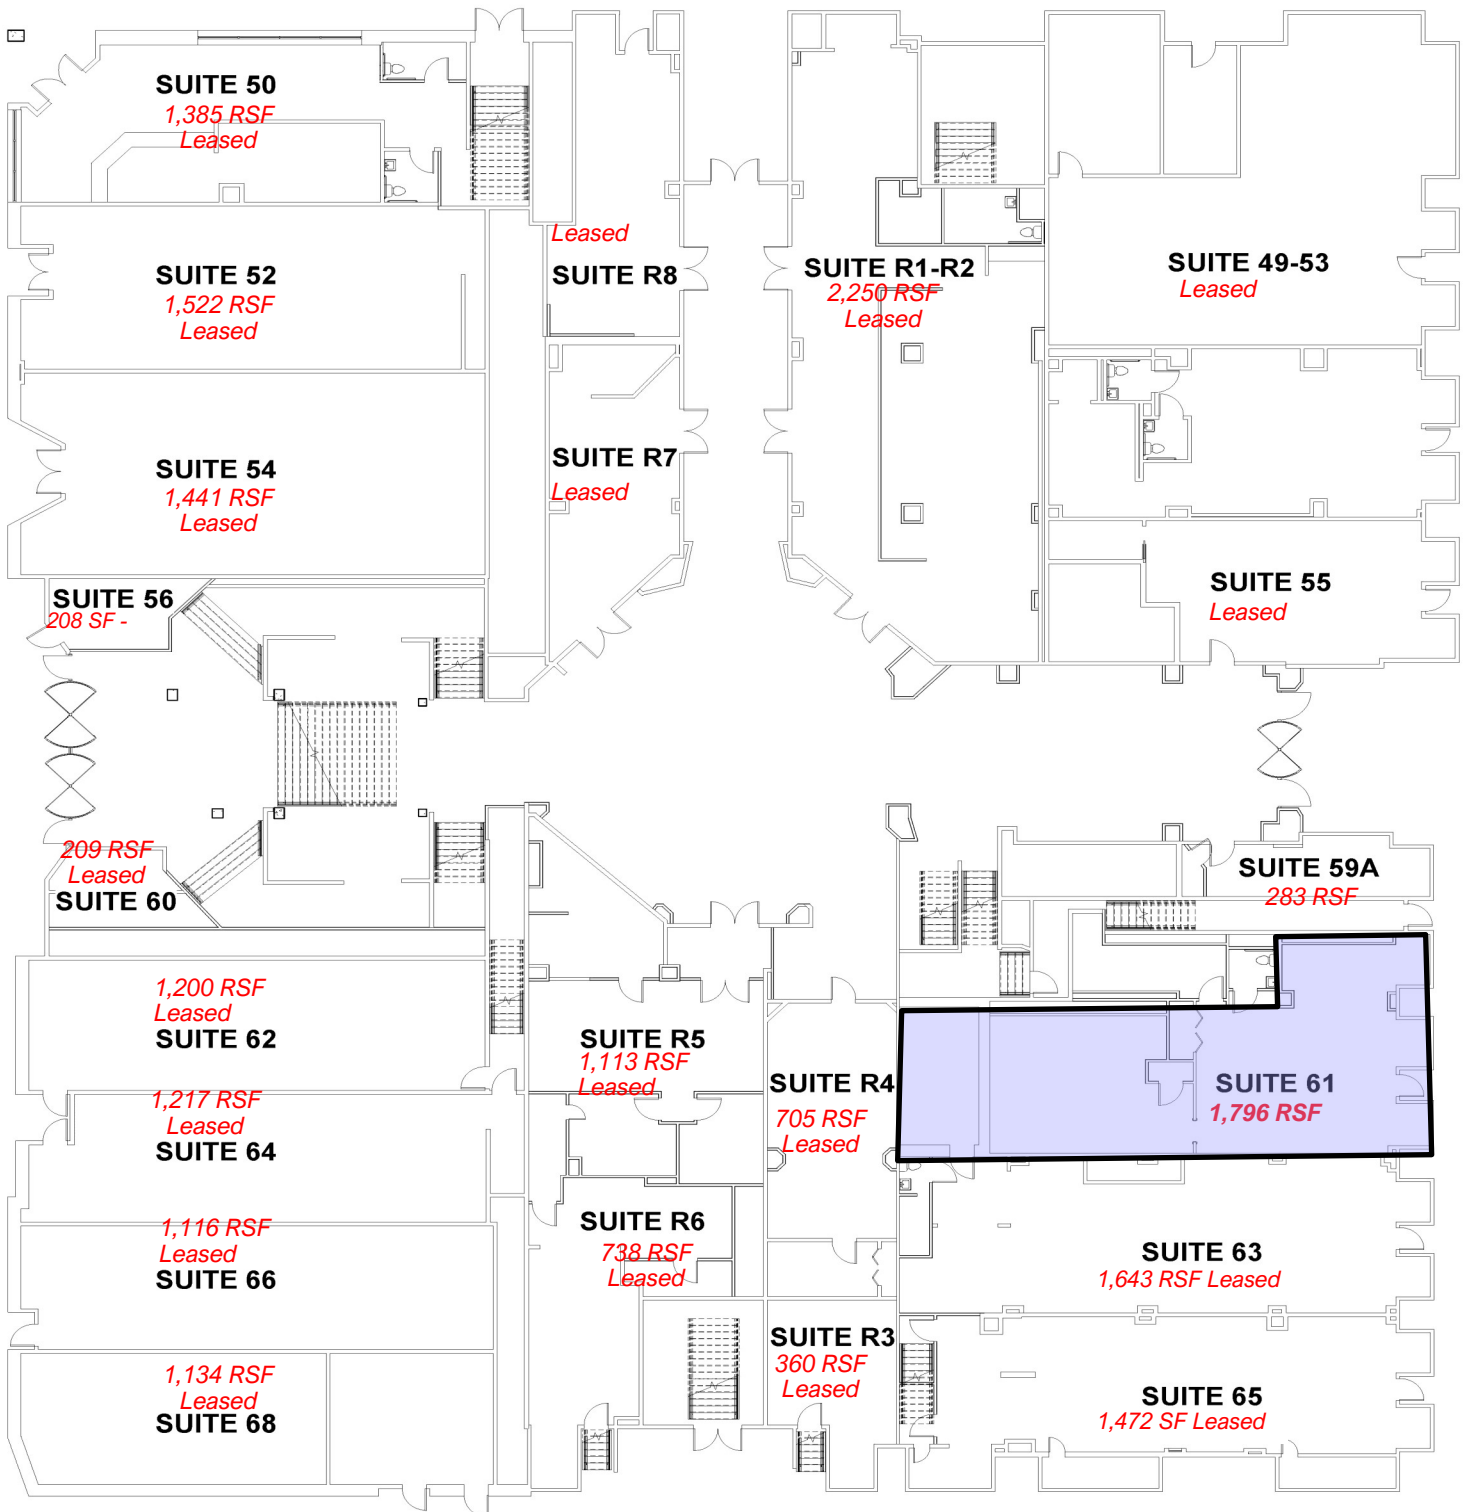 SUITE 50
1,385 RSF
Leased
SUITE 52
1,522 RSF
Leased
SUITE 54
1,441 RSF
Leased
SUITE 56
208 SF -
Leased
SUITE R8
SUITE R7
Leased
SUITE R1-R2
2,250 RSF
Leased
SUITE 49-53
Leased
SUITE 55
Leased
209 RSF
Leased
SUITE 60
1,200 RSF
Leased
SUITE 62
1,217 RSF
Leased
SUITE 64
1,116 RSF
Leased
SUITE 66
1,134 RSF
Leased
SUITE 68
SUITE R5
1,113 RSF
Leased
SUITE R6
738 RSF
Leased
SUITE R4
705 RSF
Leased
SUITE R3
360 RSF
Leased
SUITE 59A
283 RSF
SUITE 61
1,796 RSF
SUITE 63
1,643 RSF Leased
SUITE 65
1,472 SF Leased